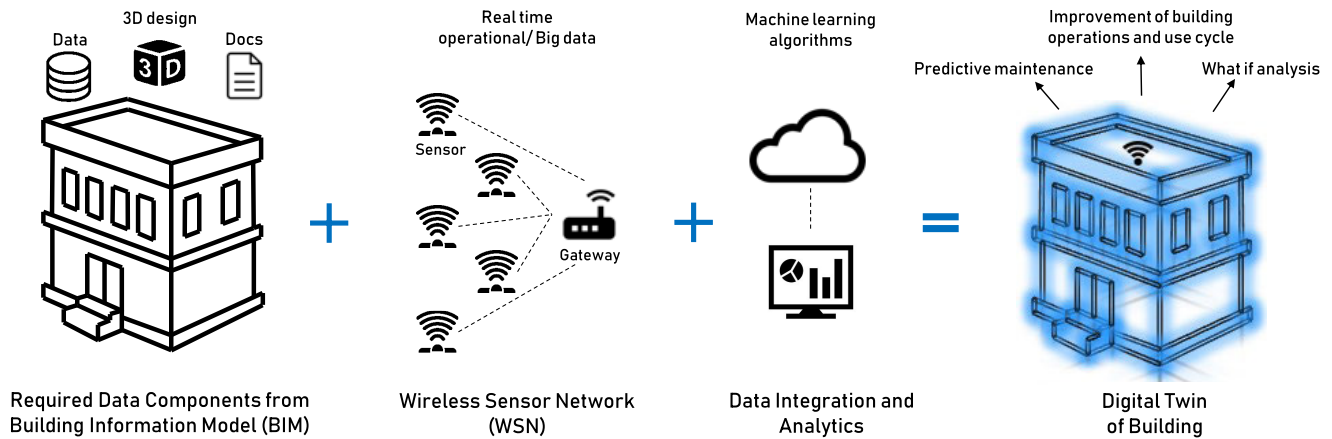 3D design
Data
Docs
3D
Required Data Components from
Building Information Model (BIM)
Real time
operational/ Big data
Sensor
Gateway
Wireless Sensor Network
(WSN)
Machine learning
algorithms
Data Integration and
Analytics
Improvement of building
operations and use cycle
Predictive maintenance
What if analysis
Digital Twin
of Building